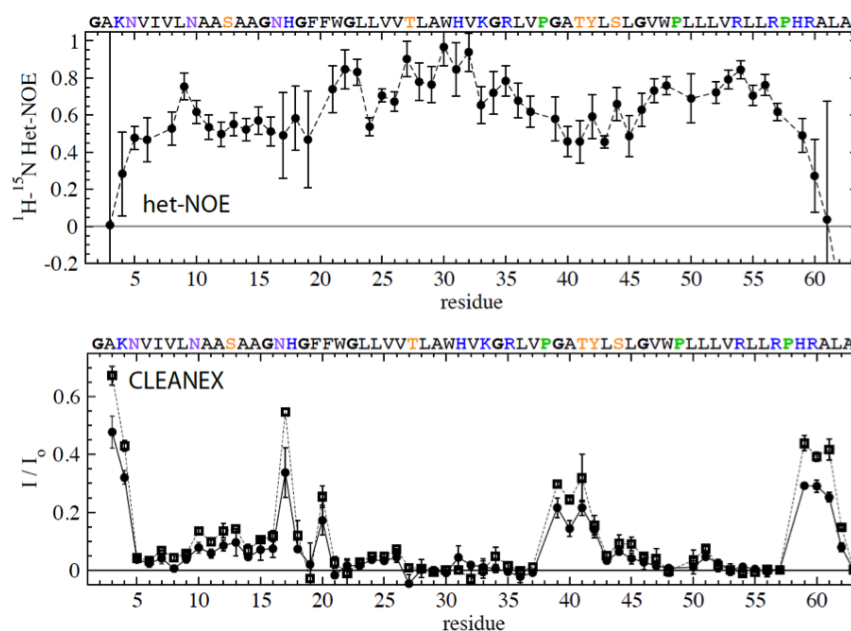 GAKNVIVLNAASAAGNHGFFWGLLVVTLAWHVKGRLVPGATYLSLGVWPLLLVRLLRPHRALA
1
0.8
0.6
0.4
0.2
0
-0.2
¹H-¹⁵N Het-NOE
het-NOE
5 10 15 20 25 30 35 40 45 50 55 60
residue
GAKNVIVLNAASAAGNHGFFWGLLVVTLAWHVKGRLVPGATYLSLGVWPLLLVRLLRPHRALA
CLEANEX
0.6
0.4
0.2
0
I / Iₒ
5 10 15 20 25 30 35 40 45 50 55 60
residue